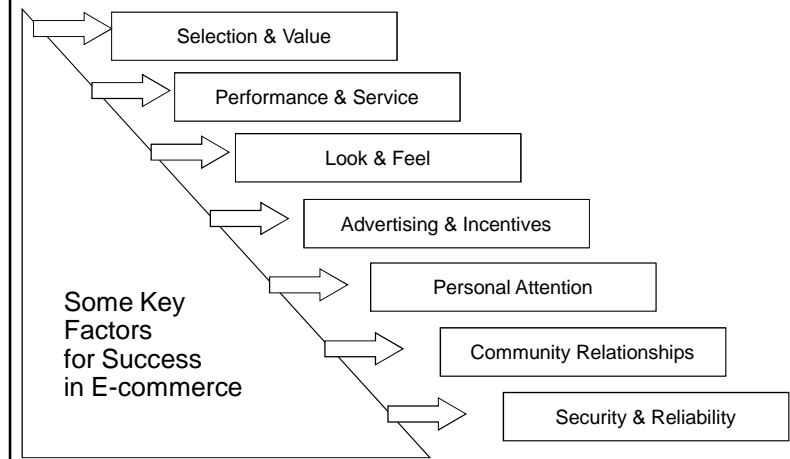 Selection & Value
Performance & Service
Look & Feel
Advertising & Incentives
Personal Attention
Community Relationships
Security & Reliability
Some Key
Factors
for Success
in E-commerce